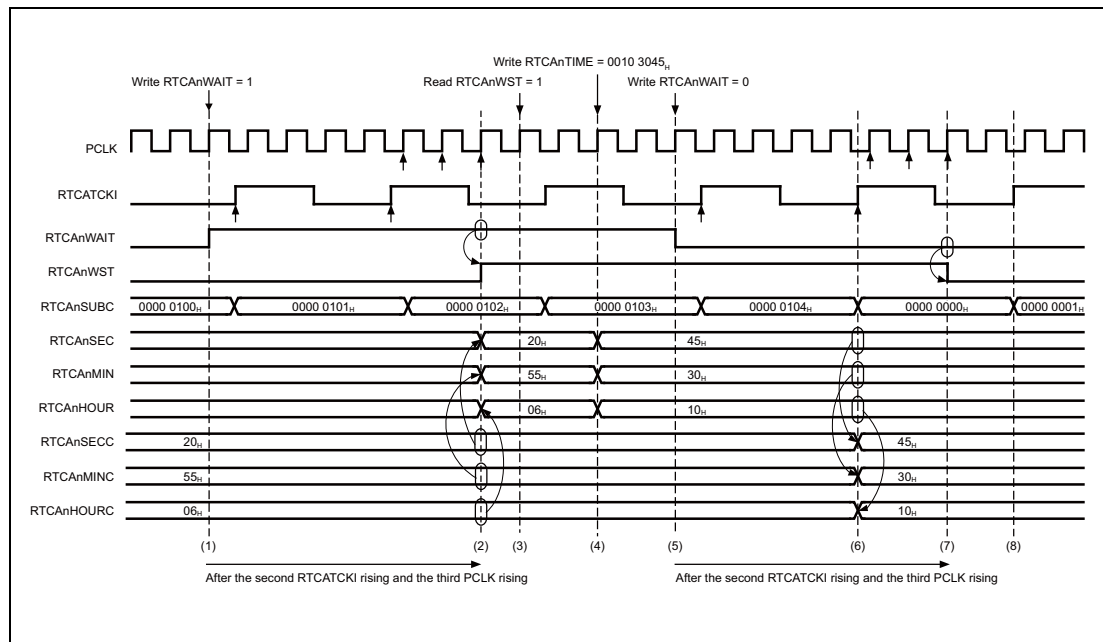 Write RTCAnTIME = 0010 3045H
Write RTCAnWAIT = 1 Read RTCAnWST = 1 Write RTCAnWAIT = 0
PCLK
RTCATCKI
RTCAnWAIT
RTCAnWST
RTCAnSUBC 0000 0100H 0000 0101H 0000 0102H 0000 0103H 0000 0104H 0000 0000H 0000 0001H
RTCAnSEC 20H 45H
RTCAnMIN 55H 30H
RTCAnHOUR 06H 10H
RTCAnSECC 20H 45H
RTCAnMINC 55H 30H
RTCAnHOURC 06H 10H
(1) (2) (3) (4) (5) (6) (7) (8)
After the second RTCATCKI rising and the third PCLK rising After the second RTCATCKI rising and the third PCLK rising